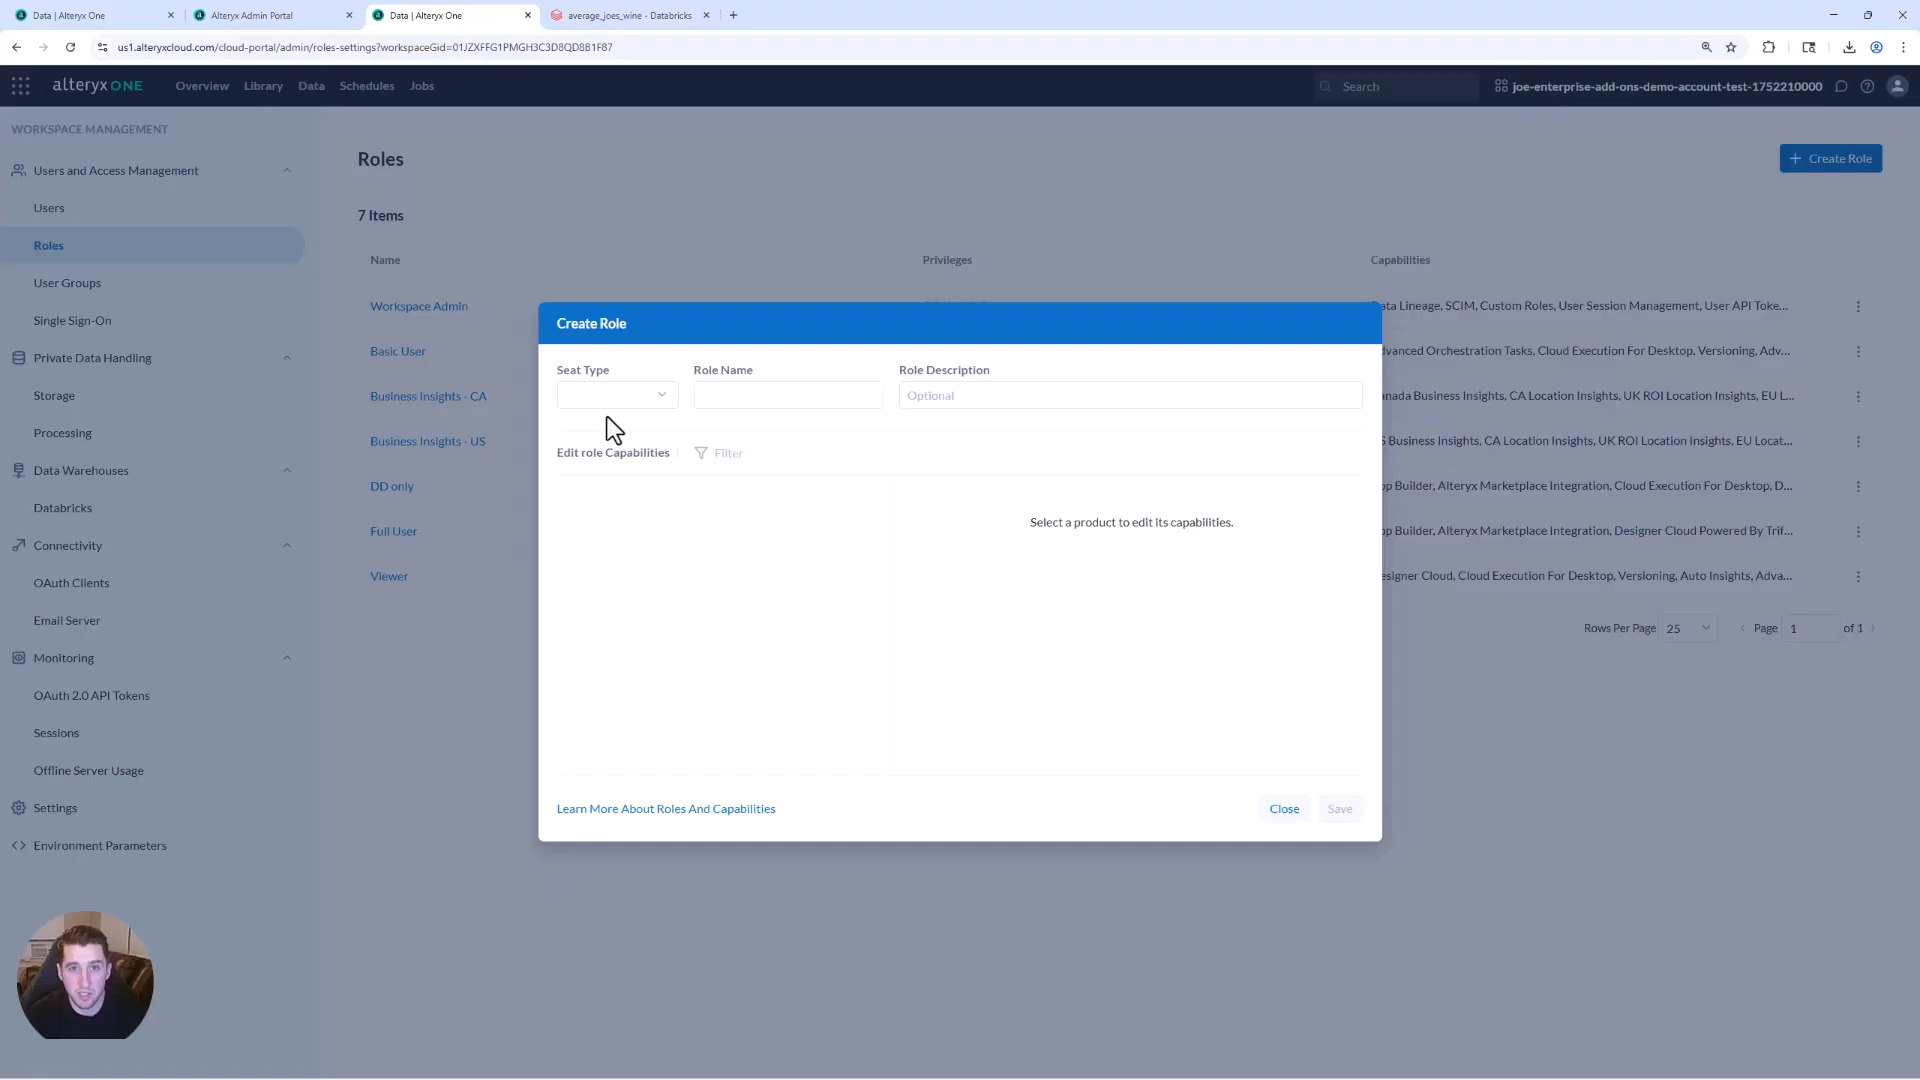 Data | Alteryx One
Alteryx Admin Portal
Data | Alteryx One
average_joes_wine - Databricks
us1.alteryxcloud.com/cloud-portal/admin/roles-settings?workspaceGid=01JZXFFG1PMGH3C3D8QD8B1F87
alteryx ONE
Overview
Library
Data
Schedules
Jobs
Search
joe-enterprise-add-ons-demo-account-test-1752210000
WORKSPACE MANAGEMENT
Users and Access Management
Users
Roles
User Groups
Single Sign-On
Private Data Handling
Storage
Processing
Data Warehouses
Databricks
Connectivity
OAuth Clients
Email Server
Monitoring
OAuth 2.0 API Tokens
Sessions
Offline Server Usage
Settings
Environment Parameters
Roles
Create Role
7 Items
Name
Privileges
Capabilities
Workspace Admin
ata Lineage, SCIM, Custom Roles, User Session Management, User API Toke...
Basic User
dvanced Orchestration Tasks, Cloud Execution For Desktop, Versioning, Adv...
Business Insights - CA
anada Business Insights, CA Location Insights, UK ROI Location Insights, EU L...
Business Insights - US
S Business Insights, CA Location Insights, UK ROI Location Insights, EU Locat...
DD only
pp Builder, Alteryx Marketplace Integration, Cloud Execution For Desktop, D...
Full User
pp Builder, Alteryx Marketplace Integration, Designer Cloud Powered By Trif...
Viewer
esigner Cloud, Cloud Execution For Desktop, Versioning, Auto Insights, Adva...
Rows Per Page
25
Page
1
of 1
Create Role
Seat Type
Role Name
Role Description
Optional
Edit role Capabilities
Filter
Select a product to edit its capabilities.
Learn More About Roles And Capabilities
Close
Save